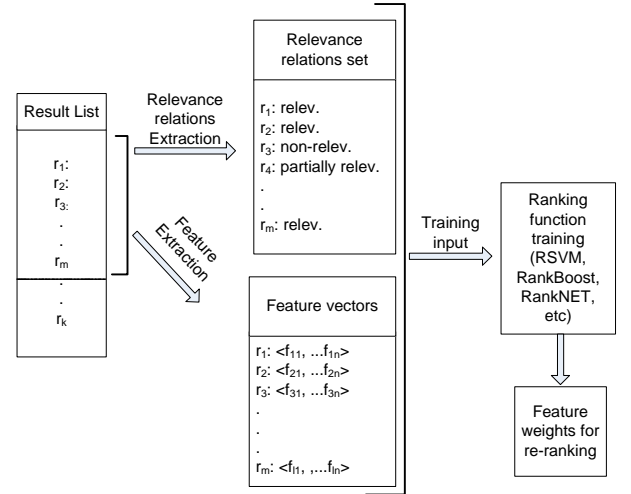 Result List
r1:
r2:
r3:
.
.
rm
.
.
rk
Relevance
relations
Extraction
Feature
Extraction
Relevance
relations set
r1: relev.
r2: relev.
r3: non-relev.
r4: partially relev.
.
.
rm: relev.
Feature vectors
r1: <f11, ...f1n>
r2: <f21, ...f2n>
r3: <f31, ...f3n>
.
.
.
rm: <fl1, ,...fln>
Training
input
Ranking
function
training
(RSVM,
RankBoost,
RankNET,
etc)
Feature
weights for
re-ranking